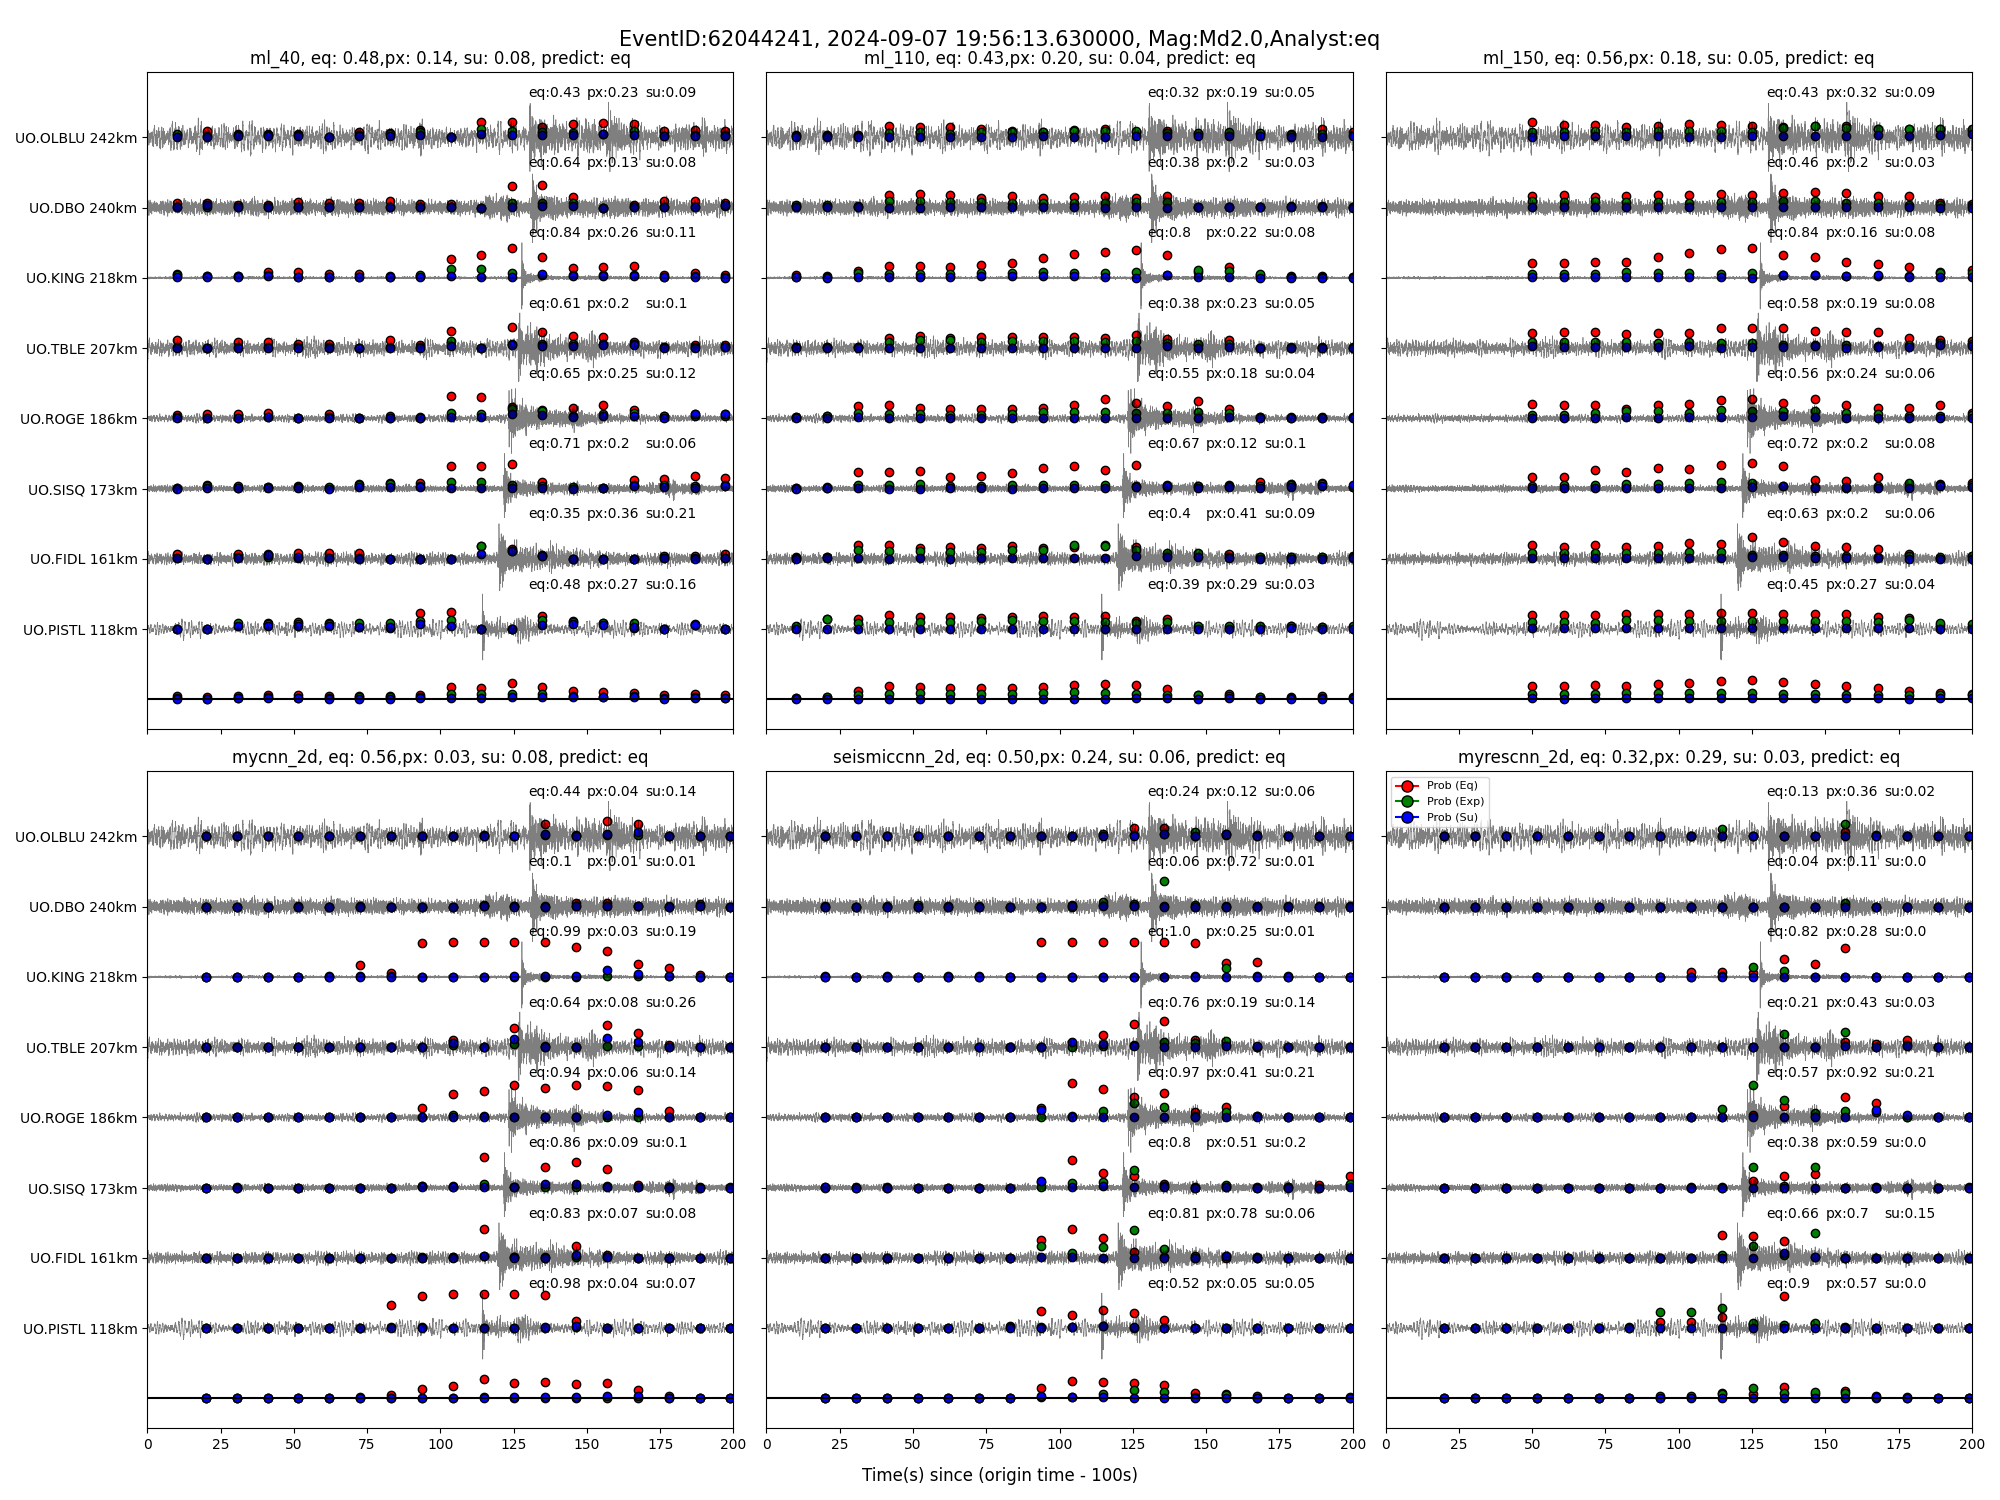 EventID:62044241, 2024-09-07 19:56:13.630000, Mag:Md2.0,Analyst:eq
ml_40, eq: 0.48,px: 0.14, su: 0.08, predict: eq
eq:0.43 px:0.23 su:0.09
UO.OLBLU 242km
eq:0.64 px:0.13 su:0.08
UO.DBO 240km
eq:0.84 px:0.26 su:0.11
UO.KING 218km
eq:0.61 px:0.2 su:0.1
UO.TBLE 207km
eq:0.65 px:0.25 su:0.12
UO.ROGE 186km
eq:0.71 px:0.2 su:0.06
UO.SISQ 173km
eq:0.35 px:0.36 su:0.21
UO.FIDL 161km
eq:0.48 px:0.27 su:0.16
UO.PISTL 118km
ml_110, eq: 0.43,px: 0.20, su: 0.04, predict: eq
eq:0.32 px:0.19 su:0.05
eq:0.38 px:0.2 su:0.03
eq:0.8 px:0.22 su:0.08
eq:0.38 px:0.23 su:0.05
eq:0.55 px:0.18 su:0.04
eq:0.67 px:0.12 su:0.1
eq:0.4 px:0.41 su:0.09
eq:0.39 px:0.29 su:0.03
ml_150, eq: 0.56,px: 0.18, su: 0.05, predict: eq
eq:0.43 px:0.32 su:0.09
eq:0.46 px:0.2 su:0.03
eq:0.84 px:0.16 su:0.08
eq:0.58 px:0.19 su:0.08
eq:0.56 px:0.24 su:0.06
eq:0.72 px:0.2 su:0.08
eq:0.63 px:0.2 su:0.06
eq:0.45 px:0.27 su:0.04
mycnn_2d, eq: 0.56,px: 0.03, su: 0.08, predict: eq
eq:0.44 px:0.04 su:0.14
UO.OLBLU 242km
eq:0.1 px:0.01 su:0.01
UO.DBO 240km
eq:0.99 px:0.03 su:0.19
UO.KING 218km
eq:0.64 px:0.08 su:0.26
UO.TBLE 207km
eq:0.94 px:0.06 su:0.14
UO.ROGE 186km
eq:0.86 px:0.09 su:0.1
UO.SISQ 173km
eq:0.83 px:0.07 su:0.08
UO.FIDL 161km
eq:0.98 px:0.04 su:0.07
UO.PISTL 118km
0 25 50 75 100 125 150 175 200
seismiccnn_2d, eq: 0.50,px: 0.24, su: 0.06, predict: eq
eq:0.24 px:0.12 su:0.06
eq:0.06 px:0.72 su:0.01
eq:1.0 px:0.25 su:0.01
eq:0.76 px:0.19 su:0.14
eq:0.97 px:0.41 su:0.21
eq:0.8 px:0.51 su:0.2
eq:0.81 px:0.78 su:0.06
eq:0.52 px:0.05 su:0.05
0 25 50 75 100 125 150 175 200
myrescnn_2d, eq: 0.32,px: 0.29, su: 0.03, predict: eq
Prob (Eq)
Prob (Exp)
Prob (Su)
eq:0.13 px:0.36 su:0.02
eq:0.04 px:0.11 su:0.0
eq:0.82 px:0.28 su:0.0
eq:0.21 px:0.43 su:0.03
eq:0.57 px:0.92 su:0.21
eq:0.38 px:0.59 su:0.0
eq:0.66 px:0.7 su:0.15
eq:0.9 px:0.57 su:0.0
0 25 50 75 100 125 150 175 200
Time(s) since (origin time - 100s)